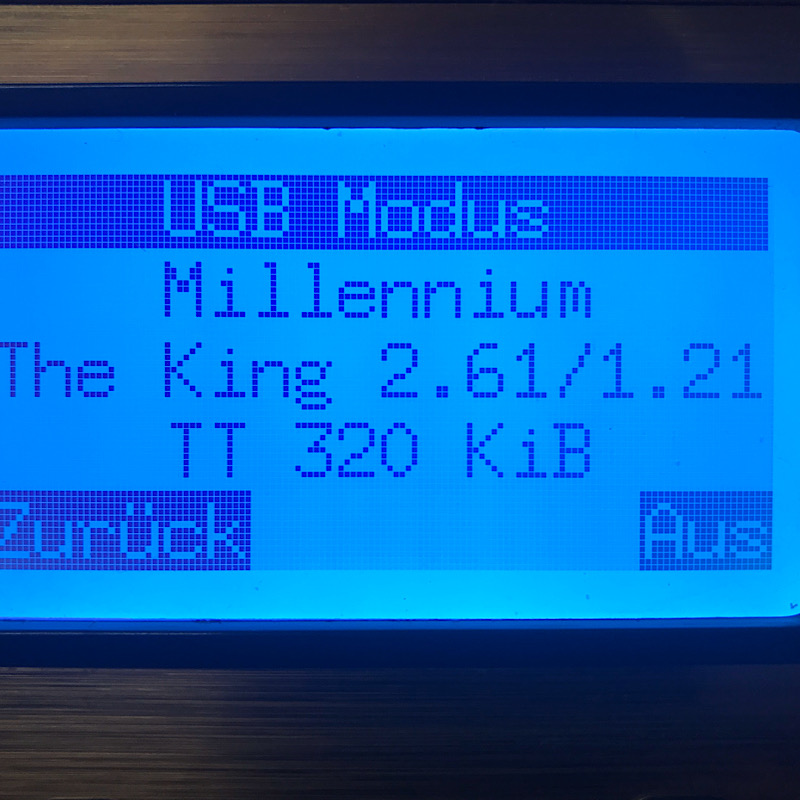 USB Modus
Millennium
The King 2.61/1.21
TT 320 KiB
Zurück Aus